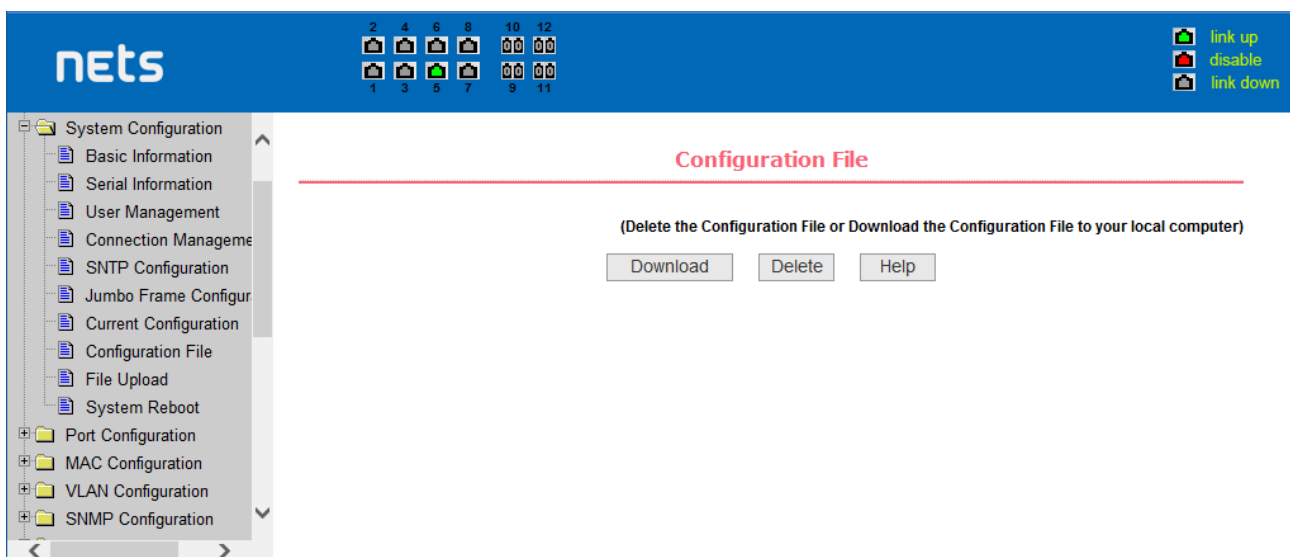 nets
2 4 6 8 10 12
1 3 5 7 9 11
link up
disable
link down
System Configuration
Basic Information
Serial Information
User Management
Connection Manageme
SNTP Configuration
Jumbo Frame Configur
Current Configuration
Configuration File
File Upload
System Reboot
Port Configuration
MAC Configuration
VLAN Configuration
SNMP Configuration
Configuration File
(Delete the Configuration File or Download the Configuration File to your local computer)
Download Delete Help